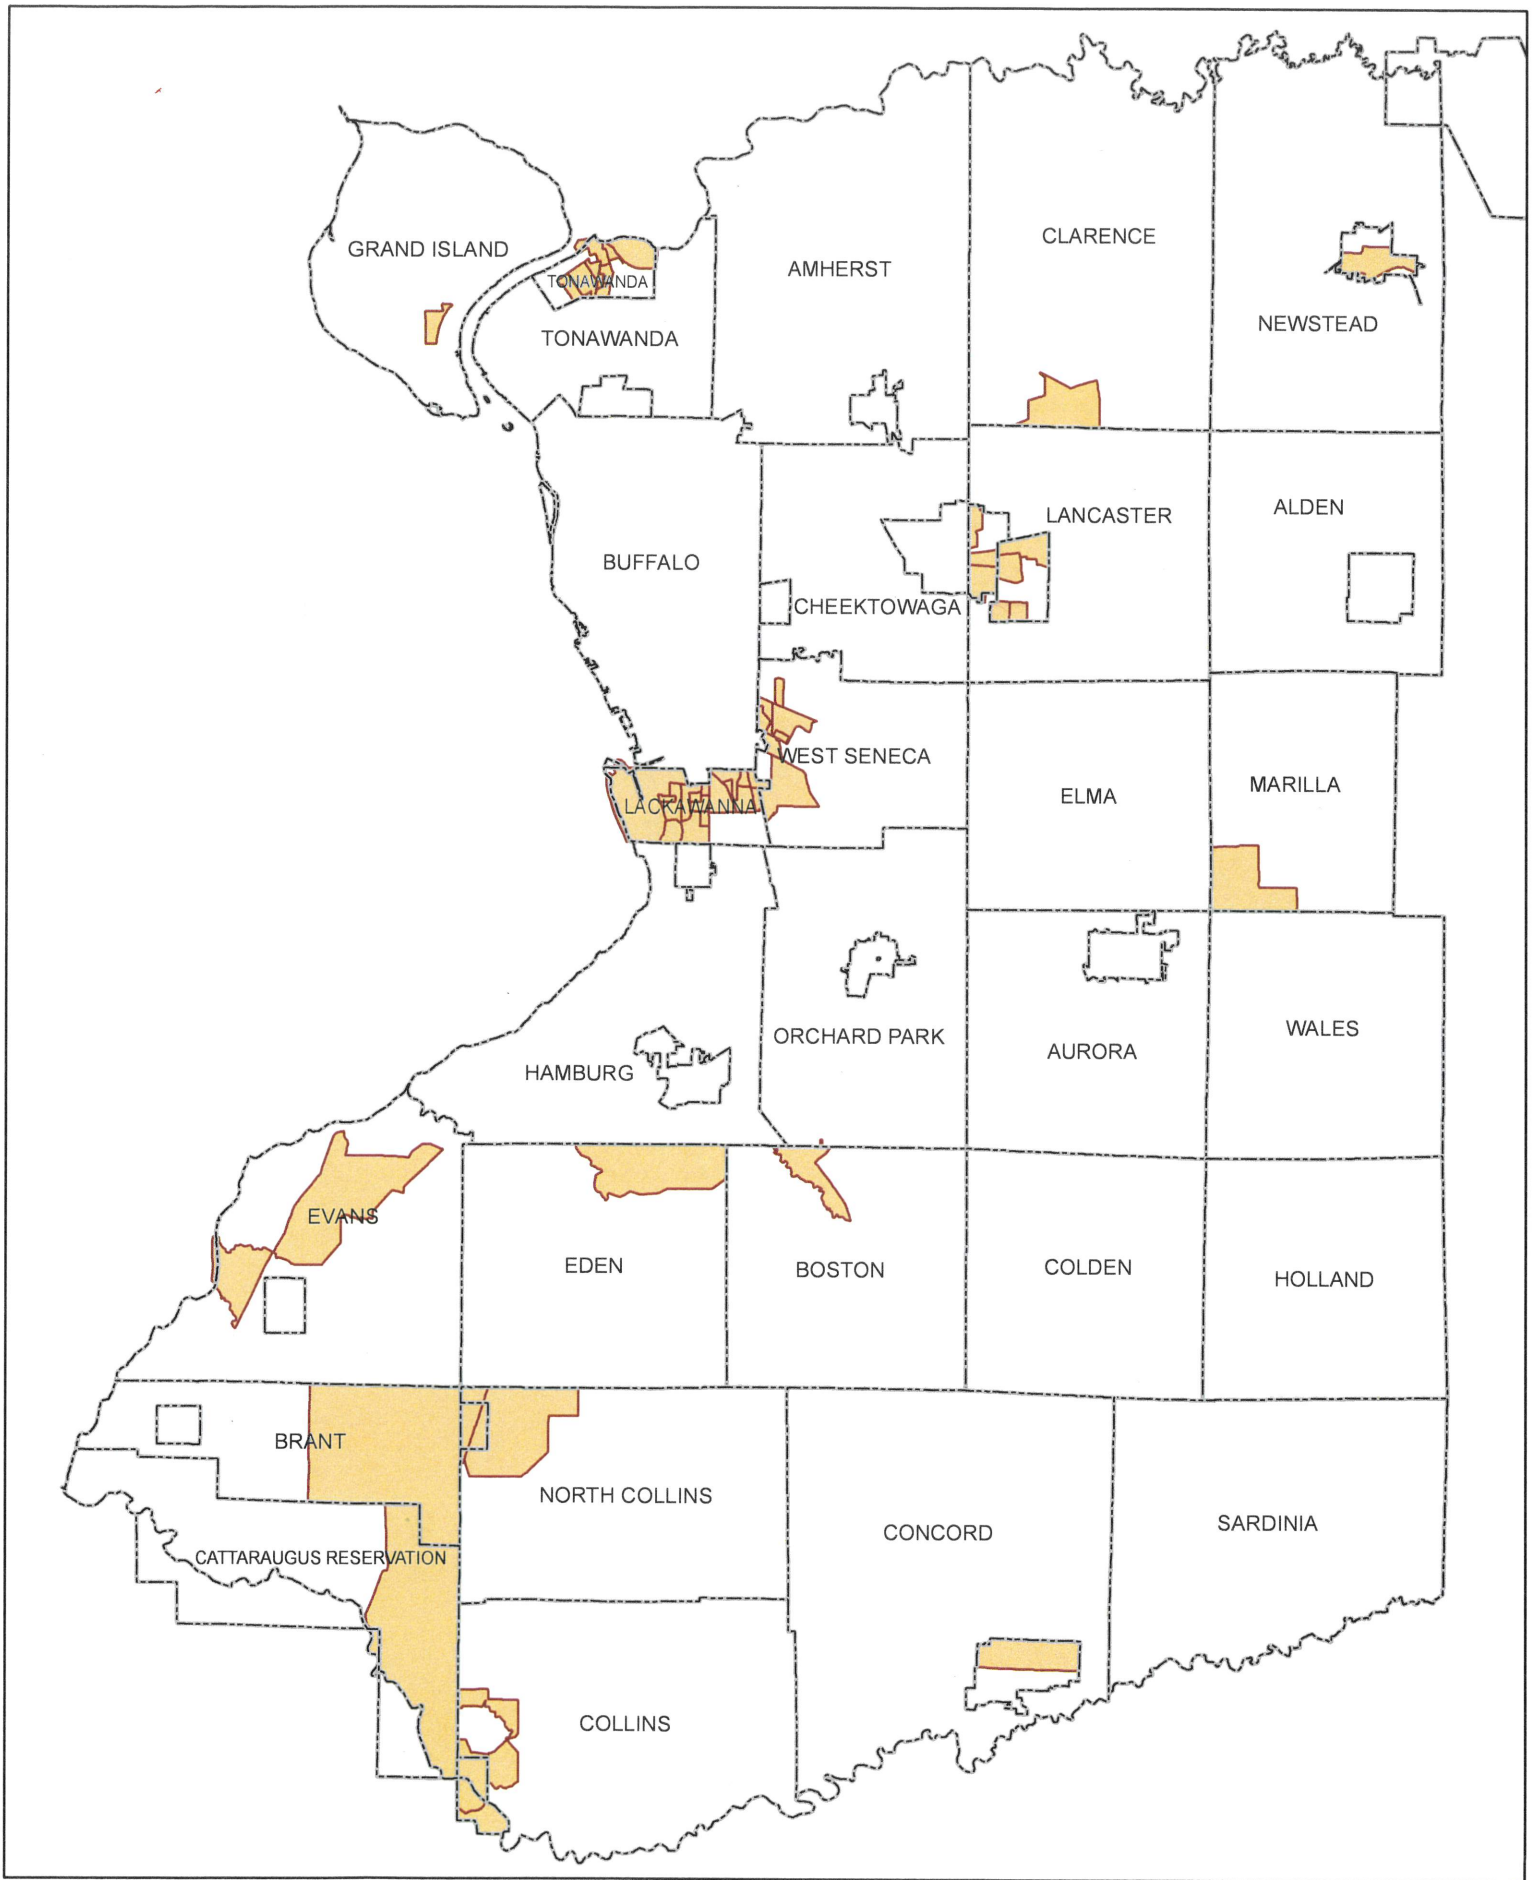 GRAND ISLAND
TONAWANDA
TONAWANDA
AMHERST
CLARENCE
NEWSTEAD
BUFFALO
CHEEKTOWAGA
LANCASTER
ALDEN
WEST SENECA
LACKAWANNA
ELMA
MARILLA
HAMBURG
ORCHARD PARK
AURORA
WALES
EVANS
EDEN
BOSTON
COLDEN
HOLLAND
BRANT
NORTH COLLINS
CONCORD
SARDINIA
CATTARAUGUS RESERVATION
COLLINS